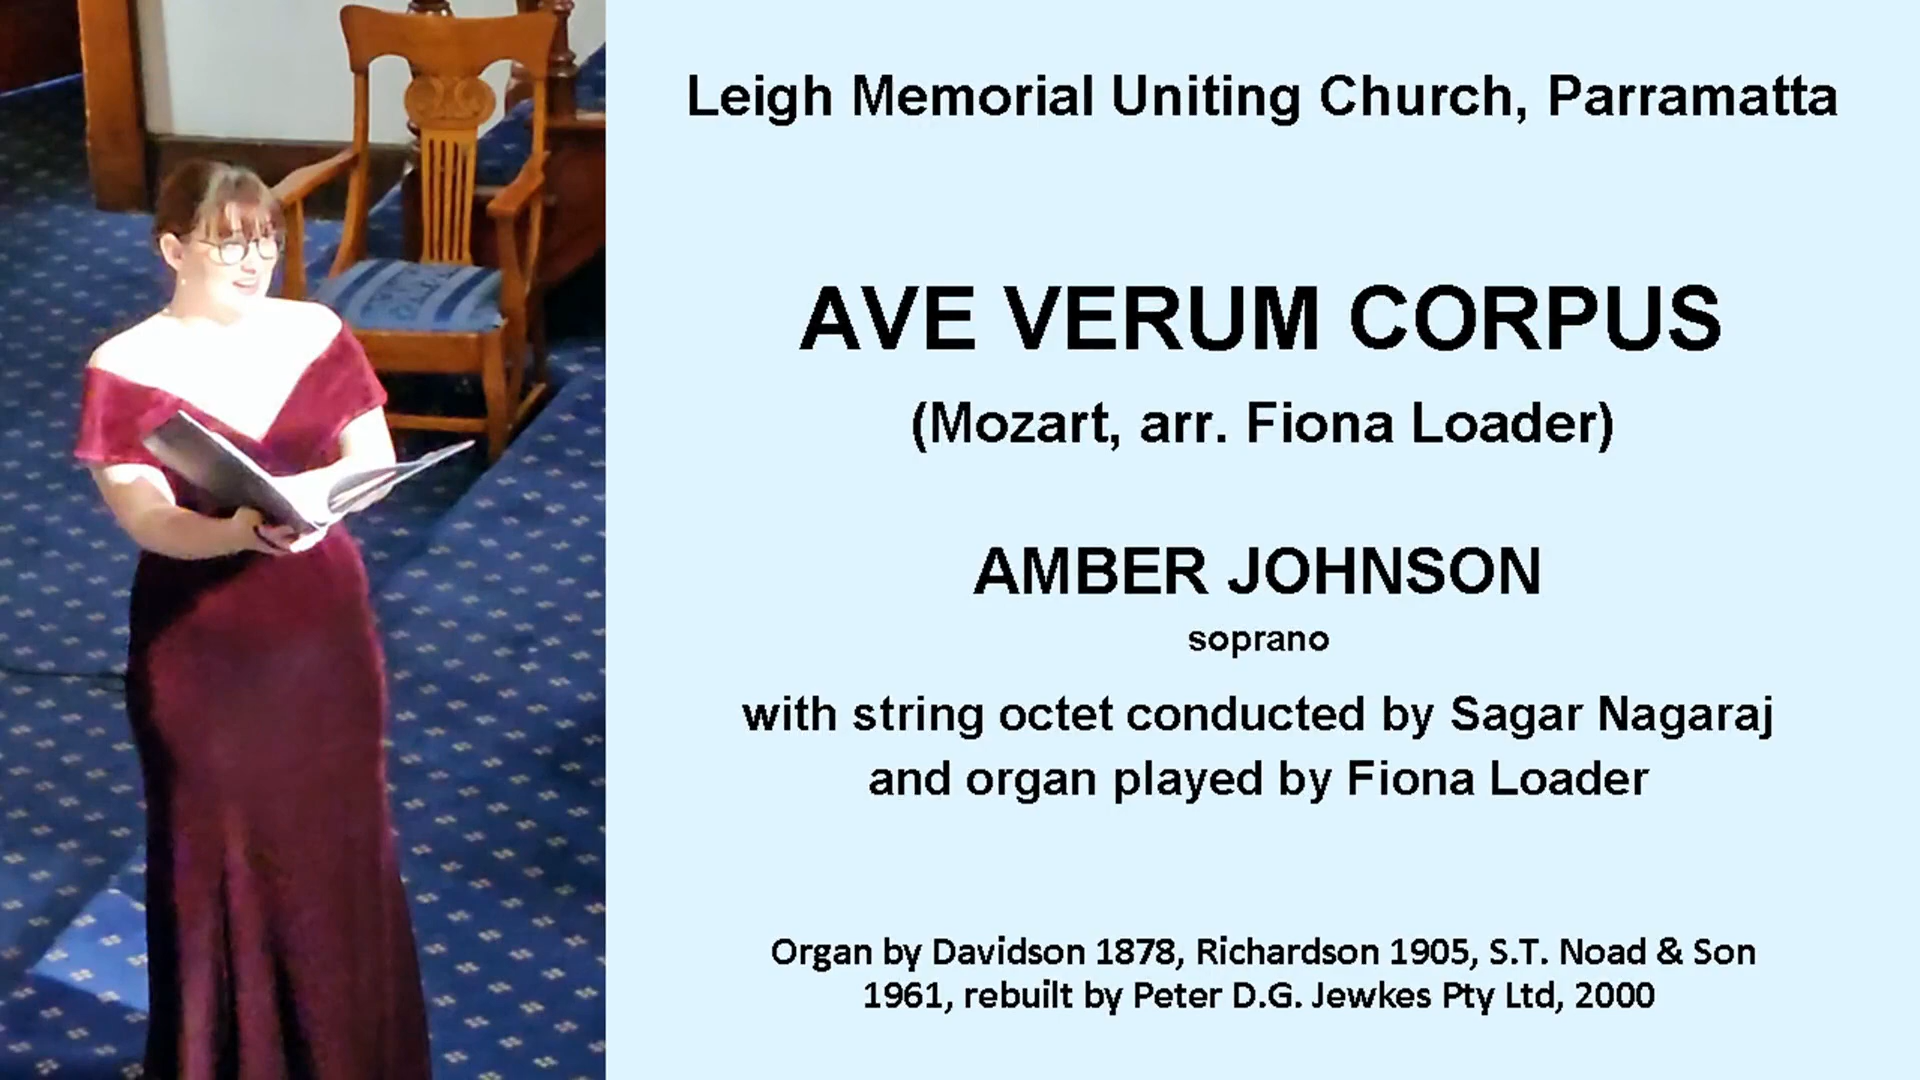 Leigh Memorial Uniting Church, Parramatta
AVE VERUM CORPUS
(Mozart, arr. Fiona Loader)
AMBER JOHNSON
soprano
with string octet conducted by Sagar Nagaraj
and organ played by Fiona Loader
Organ by Davidson 1878, Richardson 1905, S.T. Noad & Son
1961, rebuilt by Peter D.G. Jewkes Pty Ltd, 2000